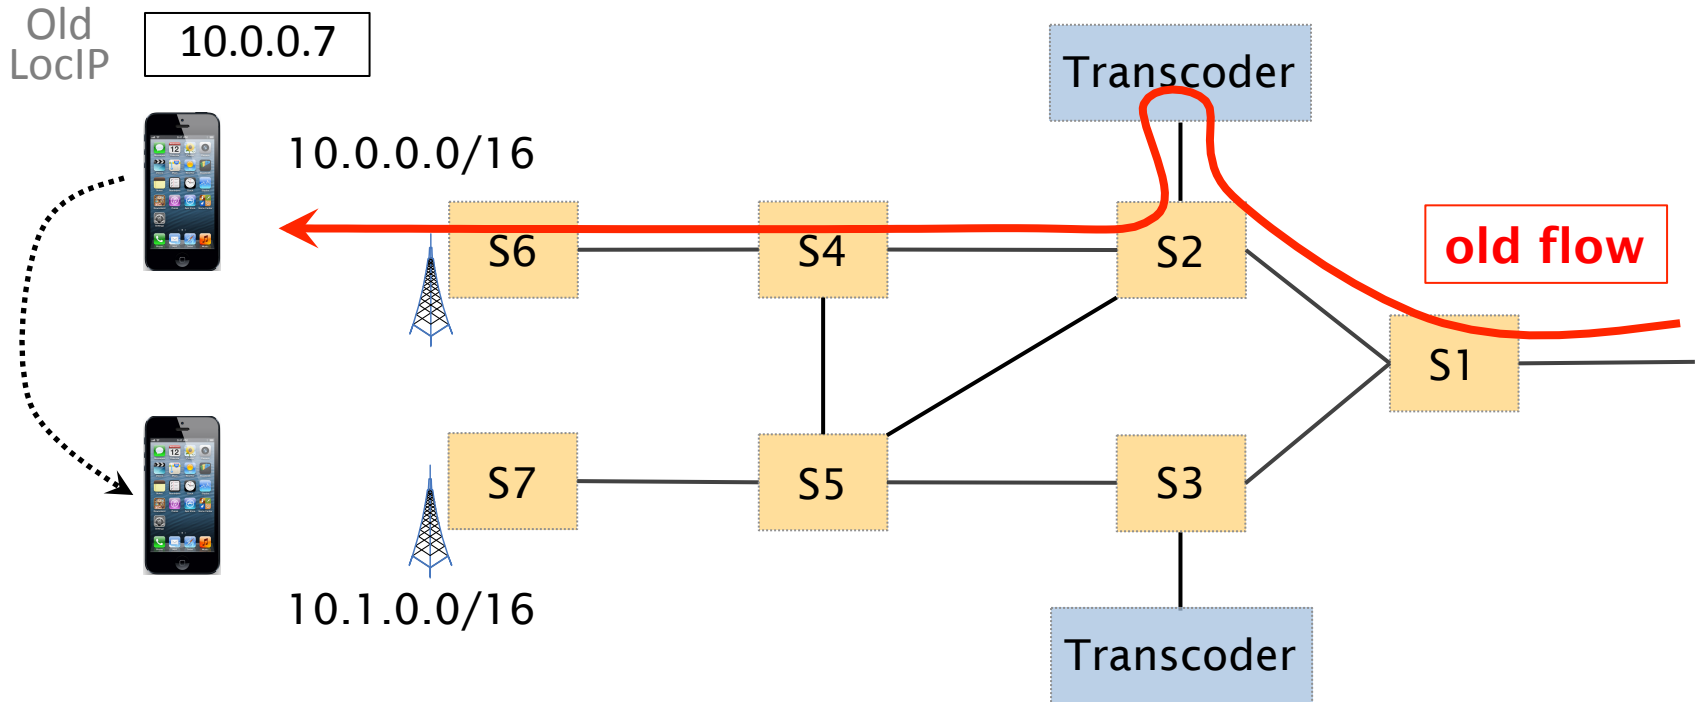 Old
LocIP
10.0.0.7
Transcoder
10.0.0.0/16
S6
S4
S2
old flow
S1
S7
S5
S3
10.1.0.0/16
Transcoder